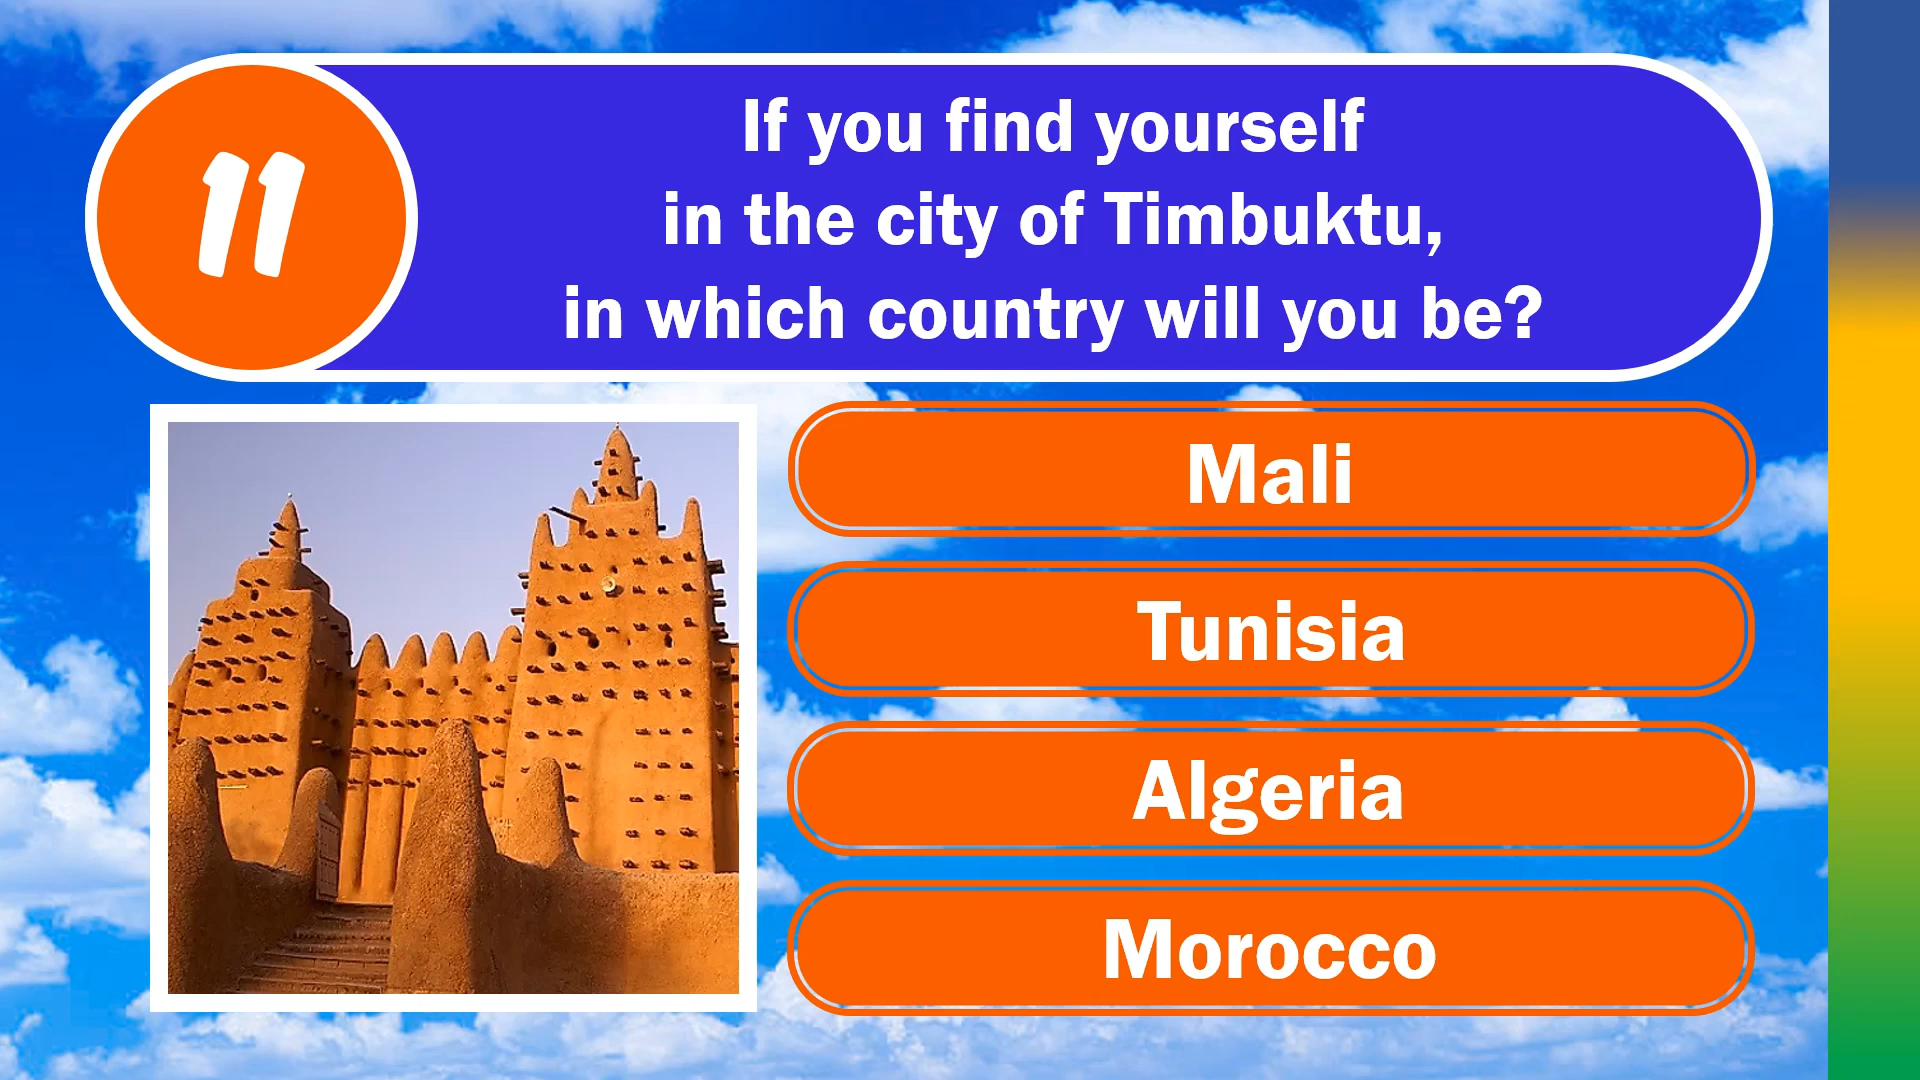 11
If you find yourself
in the city of Timbuktu,
in which country will you be?
Mali
Tunisia
Algeria
Morocco